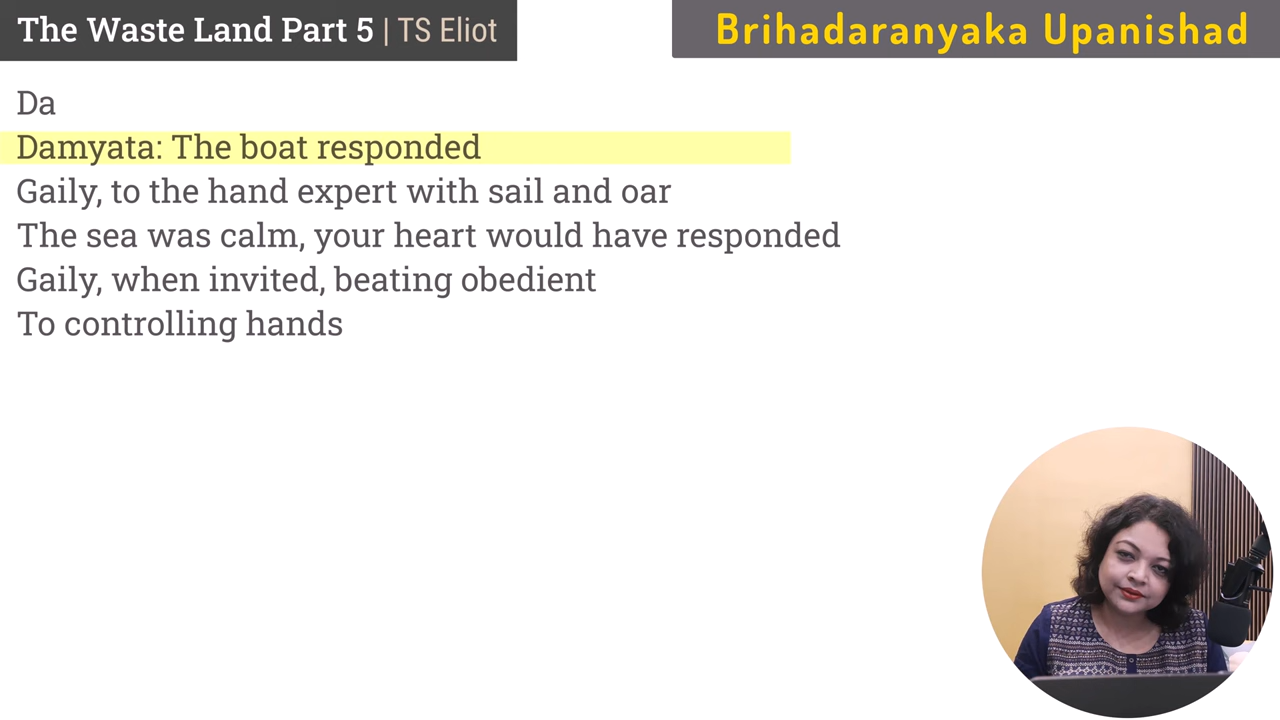 The Waste Land Part 5 | TS Eliot
Brihadaranyaka Upanishad
Da
Damyata: The boat responded
Gaily, to the hand expert with sail and oar
The sea was calm, your heart would have responded
Gaily, when invited, beating obedient
To controlling hands